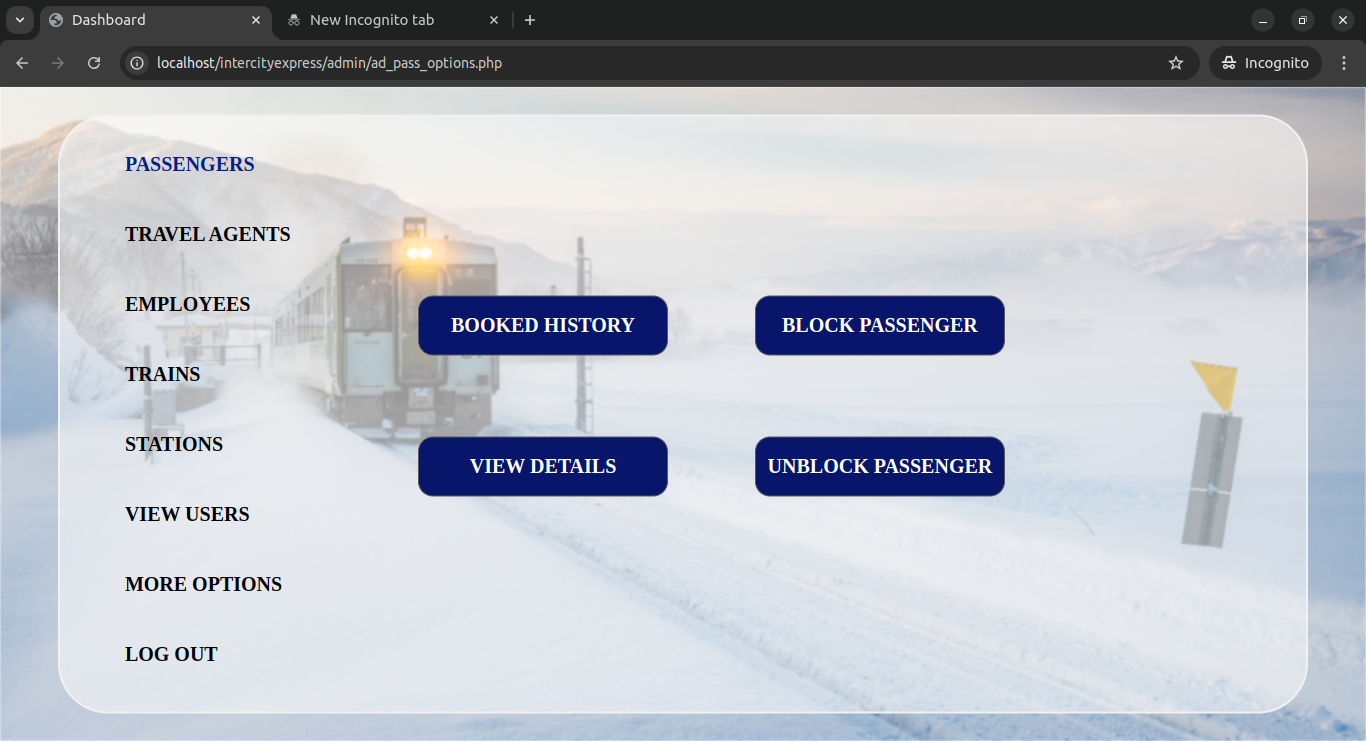 Dashboard
New Incognito tab
localhost/intercityexpress/admin/ad_pass_options.php
Incognito
PASSENGERS
TRAVEL AGENTS
EMPLOYEES
TRAINS
STATIONS
VIEW USERS
MORE OPTIONS
LOG OUT
BOOKED HISTORY
BLOCK PASSENGER
VIEW DETAILS
UNBLOCK PASSENGER